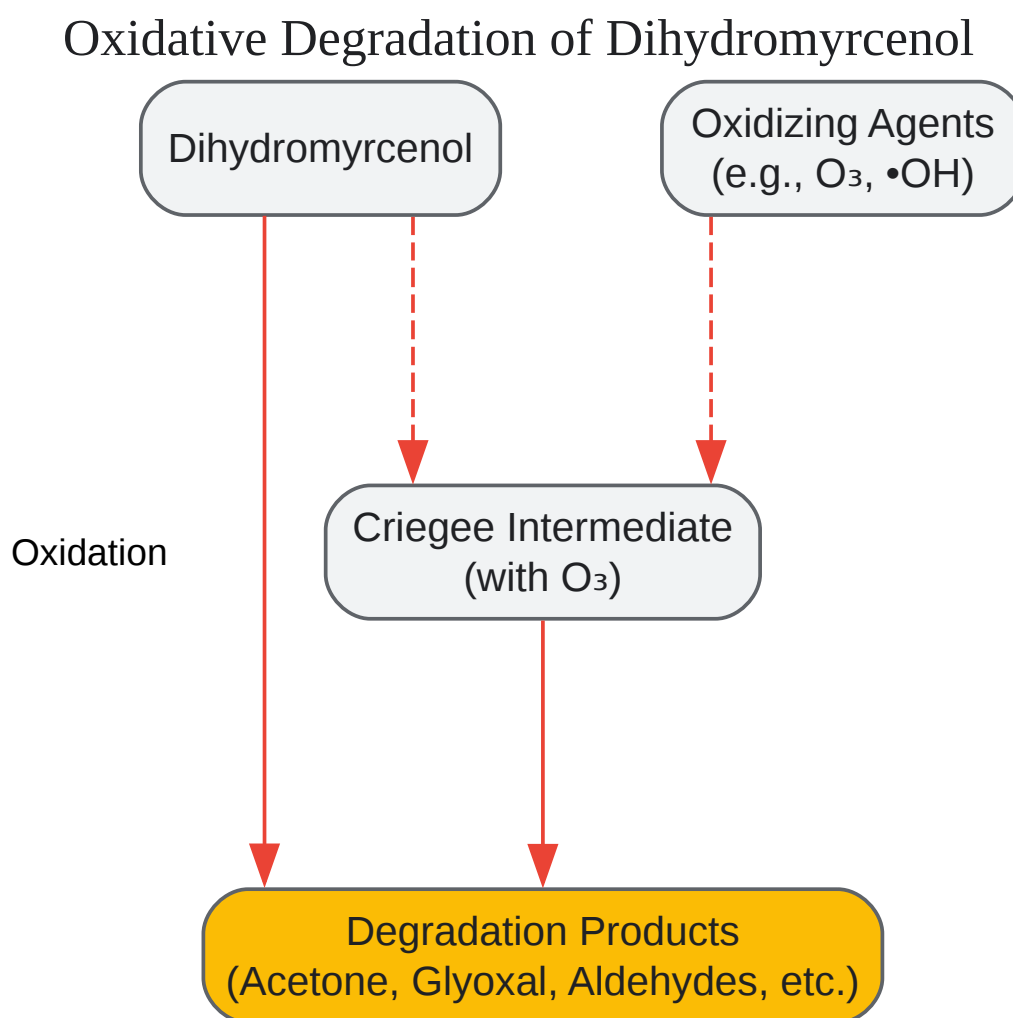 Oxidative Degradation of Dihydromyrcenol
Dihydromyrcenol
Oxidizing Agents
(e.g., O₃, •OH)
Criegee Intermediate
(with O₃)
Oxidation
Degradation Products
(Acetone, Glyoxal, Aldehydes, etc.)